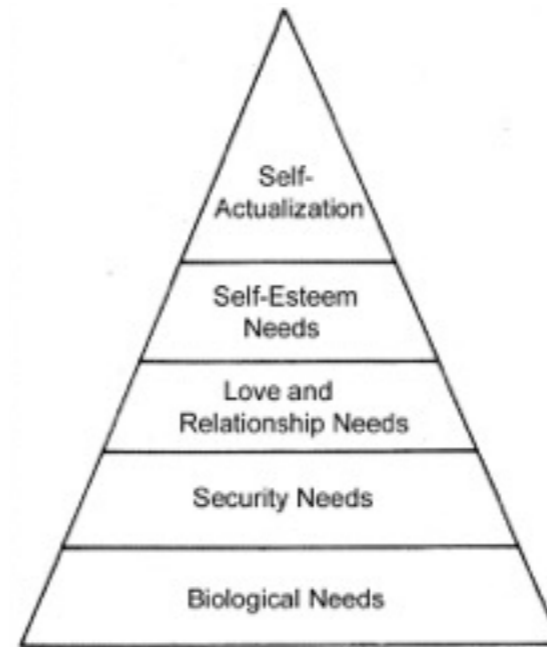 Self-
Actualization
Self-Esteem
Needs
Love and
Relationship Needs
Security Needs
Biological Needs